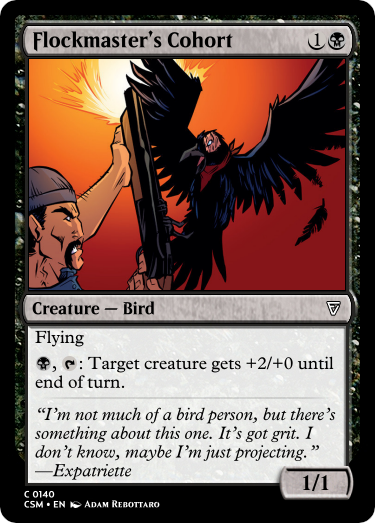 Flockmaster's Cohort 1
Creature — Bird
Flying
, : Target creature gets +2/+0 until
end of turn.
“I'm not much of a bird person, but there's
something about this one. It's got grit. I
don't know, maybe I'm just projecting.”
—Expatriette
1/1
C 0140
CSM • EN Adam Rebottaro